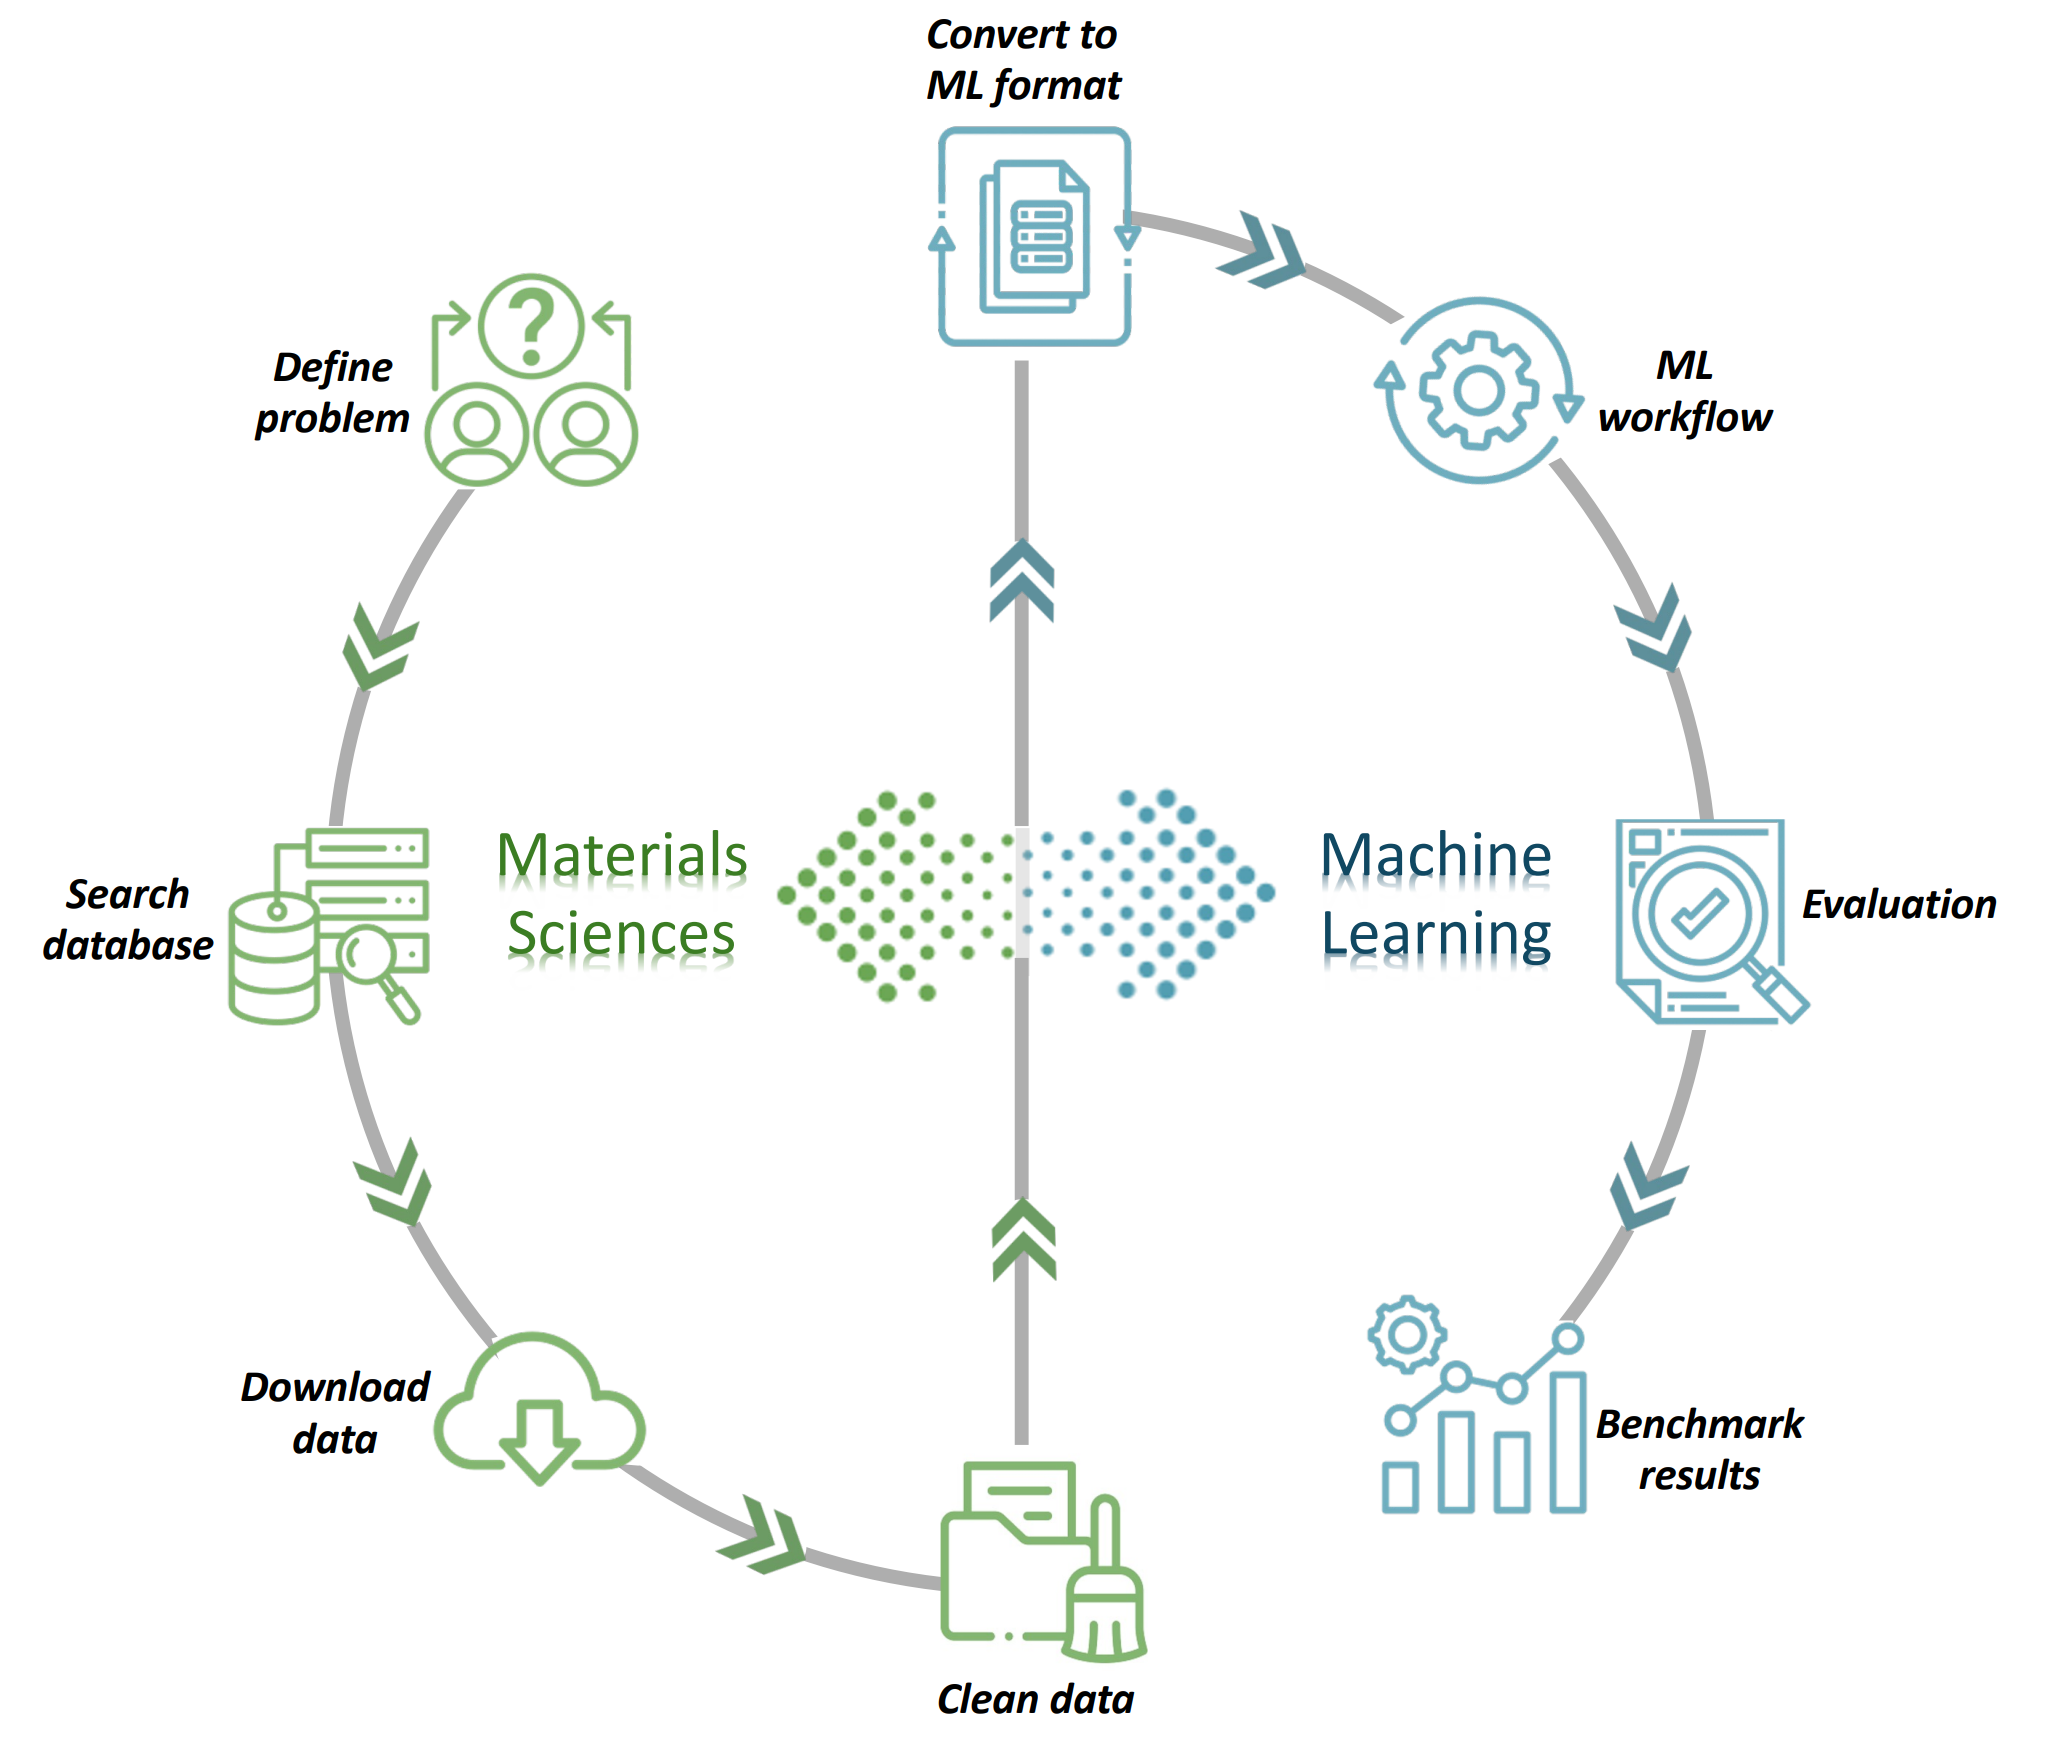 Convert to
ML format
Define
problem
ML
workflow
Materials
Sciences
Machine
Learning
Search
database
Evaluation
Download
data
Benchmark
results
Clean data